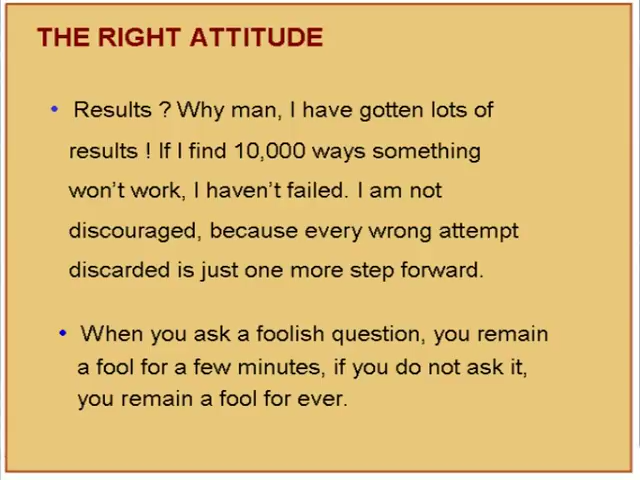 THE RIGHT ATTITUDE
• Results ? Why man, I have gotten lots of
results ! If I find 10,000 ways something
won't work, I haven't failed. I am not
discouraged, because every wrong attempt
discarded is just one more step forward.
• When you ask a foolish question, you remain
a fool for a few minutes, if you do not ask it,
you remain a fool for ever.